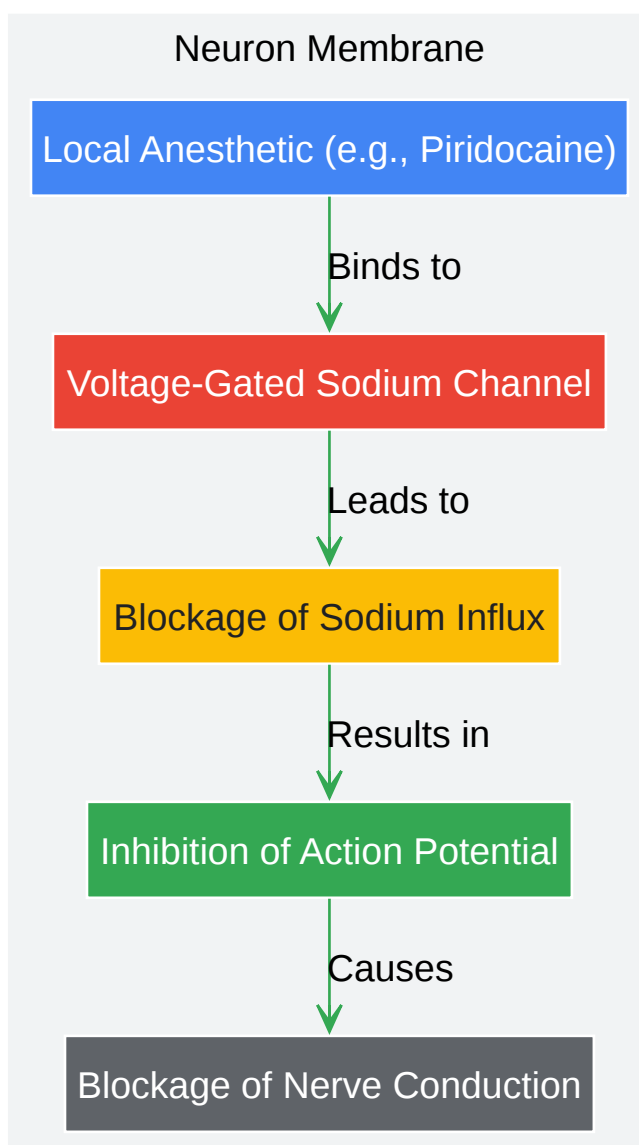 Neuron Membrane
Local Anesthetic (e.g., Piridocaine)
Binds to
Voltage-Gated Sodium Channel
Leads to
Blockage of Sodium Influx
Results in
Inhibition of Action Potential
Causes
Blockage of Nerve Conduction